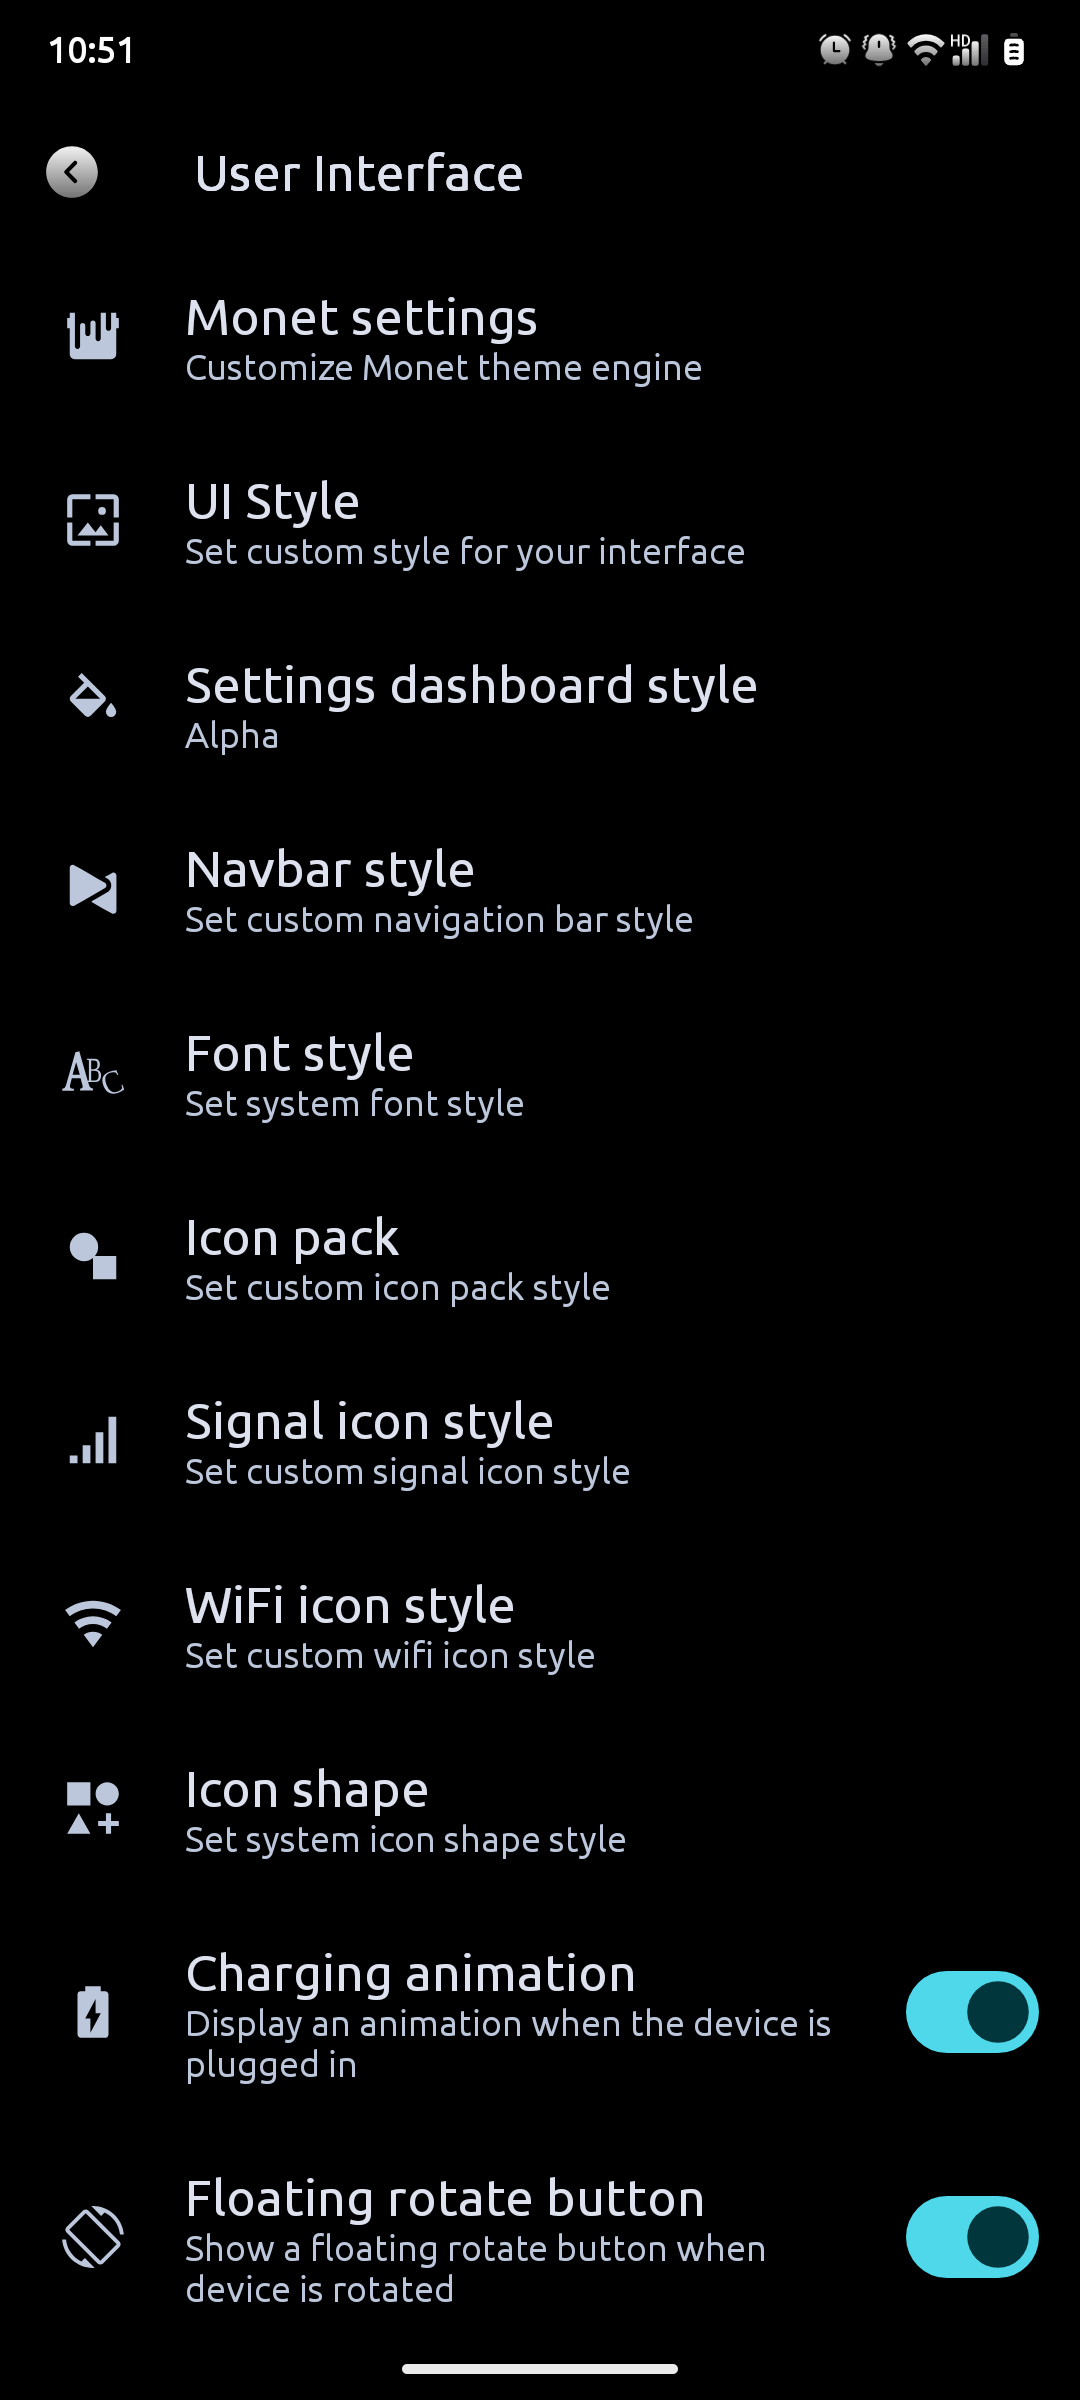 10:51
HD
User Interface
Monet settings
Customize Monet theme engine
UI Style
Set custom style for your interface
Settings dashboard style
Alpha
Navbar style
Set custom navigation bar style
ABC
Font style
Set system font style
Icon pack
Set custom icon pack style
Signal icon style
Set custom signal icon style
WiFi icon style
Set custom wifi icon style
Icon shape
Set system icon shape style
Charging animation
Display an animation when the device is
plugged in
Floating rotate button
Show a floating rotate button when
device is rotated